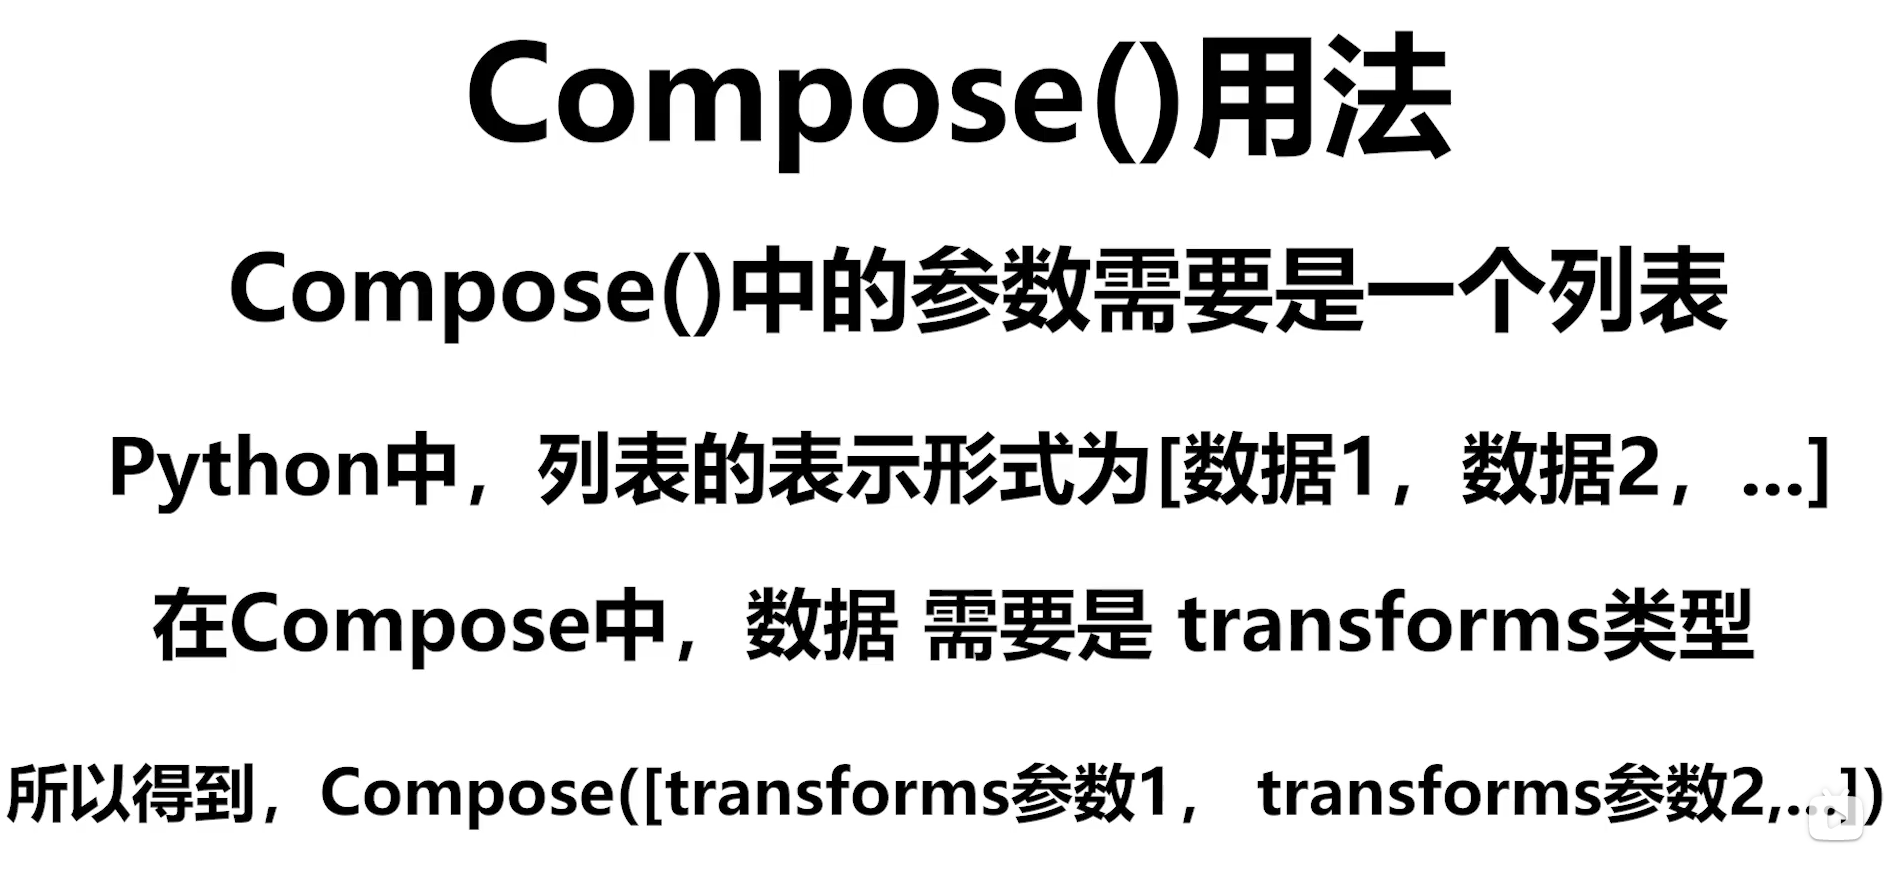 Compose()用法
Compose()中的参数需要是一个列表
Python中，列表的表示形式为[数据1，数据2，...]
在Compose中，数据 需要是 transforms类型
所以得到，Compose([transforms参数1， transforms参数2,...])